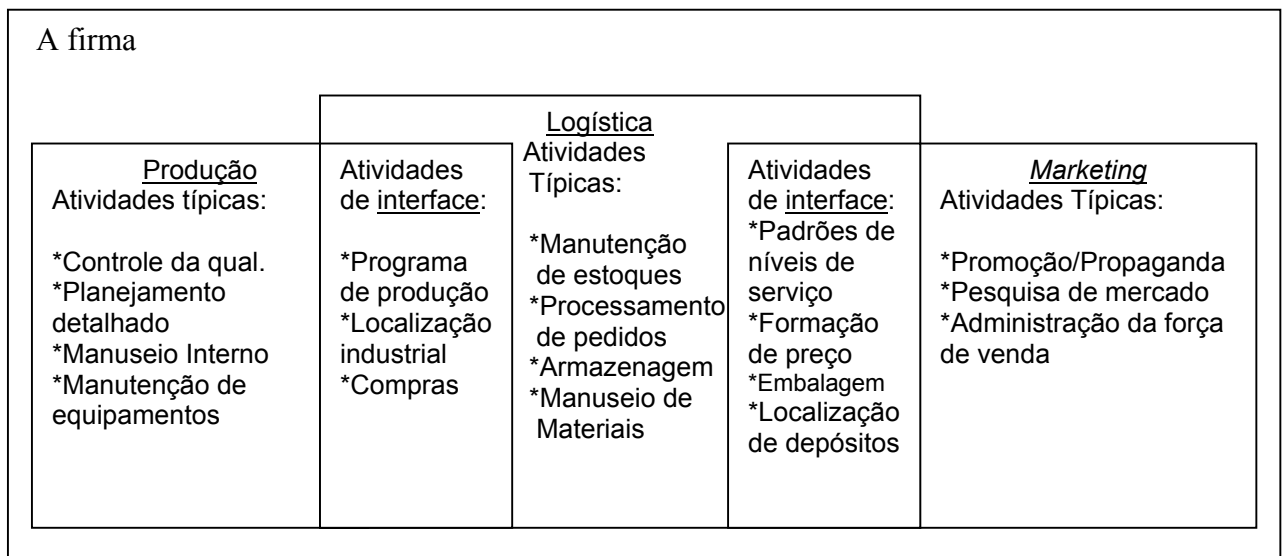 A firma
Produção
Atividades típicas:
*Controle da qual.
*Planejamento
detalhado
*Manuseio Interno
*Manutenção de
equipamentos
Atividades
de interface:
*Programa
de produção
*Localização
industrial
*Compras
Logística
Atividades
Típicas:
*Manutenção
de estoques
*Processamento
de pedidos
*Armazenagem
*Manuseio de
Materiais
Atividades
de interface:
*Padrões de
níveis de
serviço
*Formação
de preço
*Embalagem
*Localização
de depósitos
Marketing
Atividades Típicas:
*Promoção/Propaganda
*Pesquisa de mercado
*Administração da força
de venda